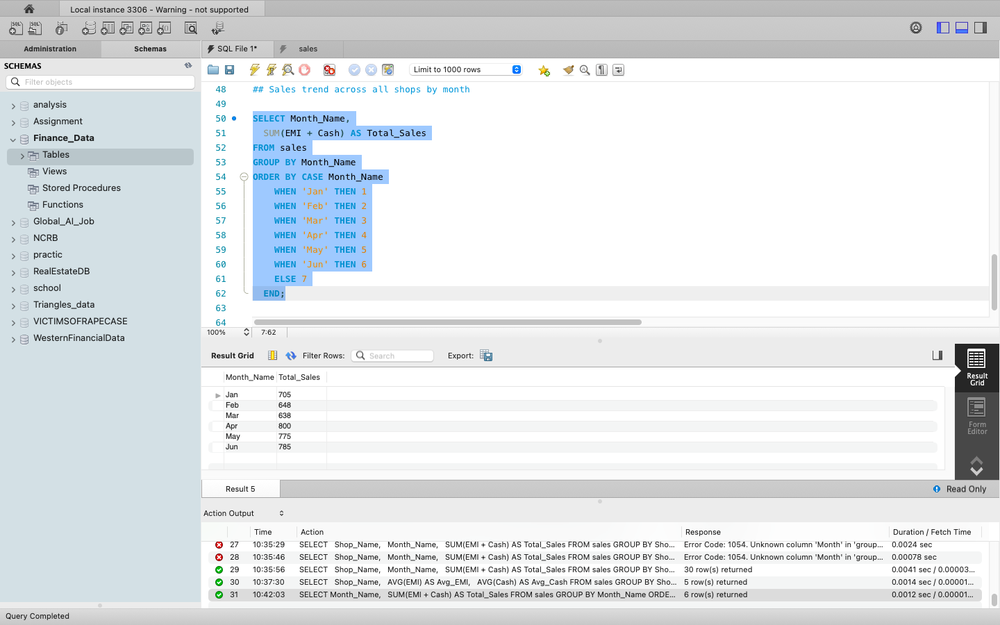 Local instance 3306 - Warning - not supported
Administration
Schemas
SQL File 1*
sales
SCHEMAS
Filter objects
analysis
Assignment
Finance_Data
Tables
Views
Stored Procedures
Functions
Global_AI_Job
NCRB
practic
RealEstateDB
school
Triangles_data
VICTIMSOFRAPECASE
WesternFinancialData
Limit to 1000 rows
48 ## Sales trend across all shops by month
49
50 SELECT Month_Name,
51 SUM(EMI + Cash) AS Total_Sales
52 FROM sales
53 GROUP BY Month_Name
54 ORDER BY CASE Month_Name
55 WHEN 'Jan' THEN 1
56 WHEN 'Feb' THEN 2
57 WHEN 'Mar' THEN 3
58 WHEN 'Apr' THEN 4
59 WHEN 'May' THEN 5
60 WHEN 'Jun' THEN 6
61 ELSE 7
62 END;
63
64
100% 7:62
Result Grid Filter Rows: Search Export:
Month_Name Total_Sales
Jan 705
Feb 648
Mar 638
Apr 800
May 775
Jun 785
Result Grid
Form Editor
Result 5
Read Only
Action Output
Time Action Response Duration / Fetch Time
27 10:35:29 SELECT Shop_Name, Month_Name, SUM(EMI + Cash) AS Total_Sales FROM sales GROUP BY Sho... Error Code: 1054. Unknown column 'Month' in 'group... 0.0024 sec
28 10:35:46 SELECT Shop_Name, Month_Name, SUM(EMI + Cash) AS Total_Sales FROM sales GROUP BY Sho... Error Code: 1054. Unknown column 'Month' in 'group... 0.00078 sec
29 10:35:56 SELECT Shop_Name, Month_Name, SUM(EMI + Cash) AS Total_Sales FROM sales GROUP BY Sho... 30 row(s) returned 0.0041 sec / 0.00003...
30 10:37:30 SELECT Shop_Name, AVG(EMI) AS Avg_EMI, AVG(Cash) AS Avg_Cash FROM sales GROUP BY Sho... 5 row(s) returned 0.0014 sec / 0.00001...
31 10:42:03 SELECT Month_Name, SUM(EMI + Cash) AS Total_Sales FROM sales GROUP BY Month_Name ORDE... 6 row(s) returned 0.0012 sec / 0.00001...
Query Completed